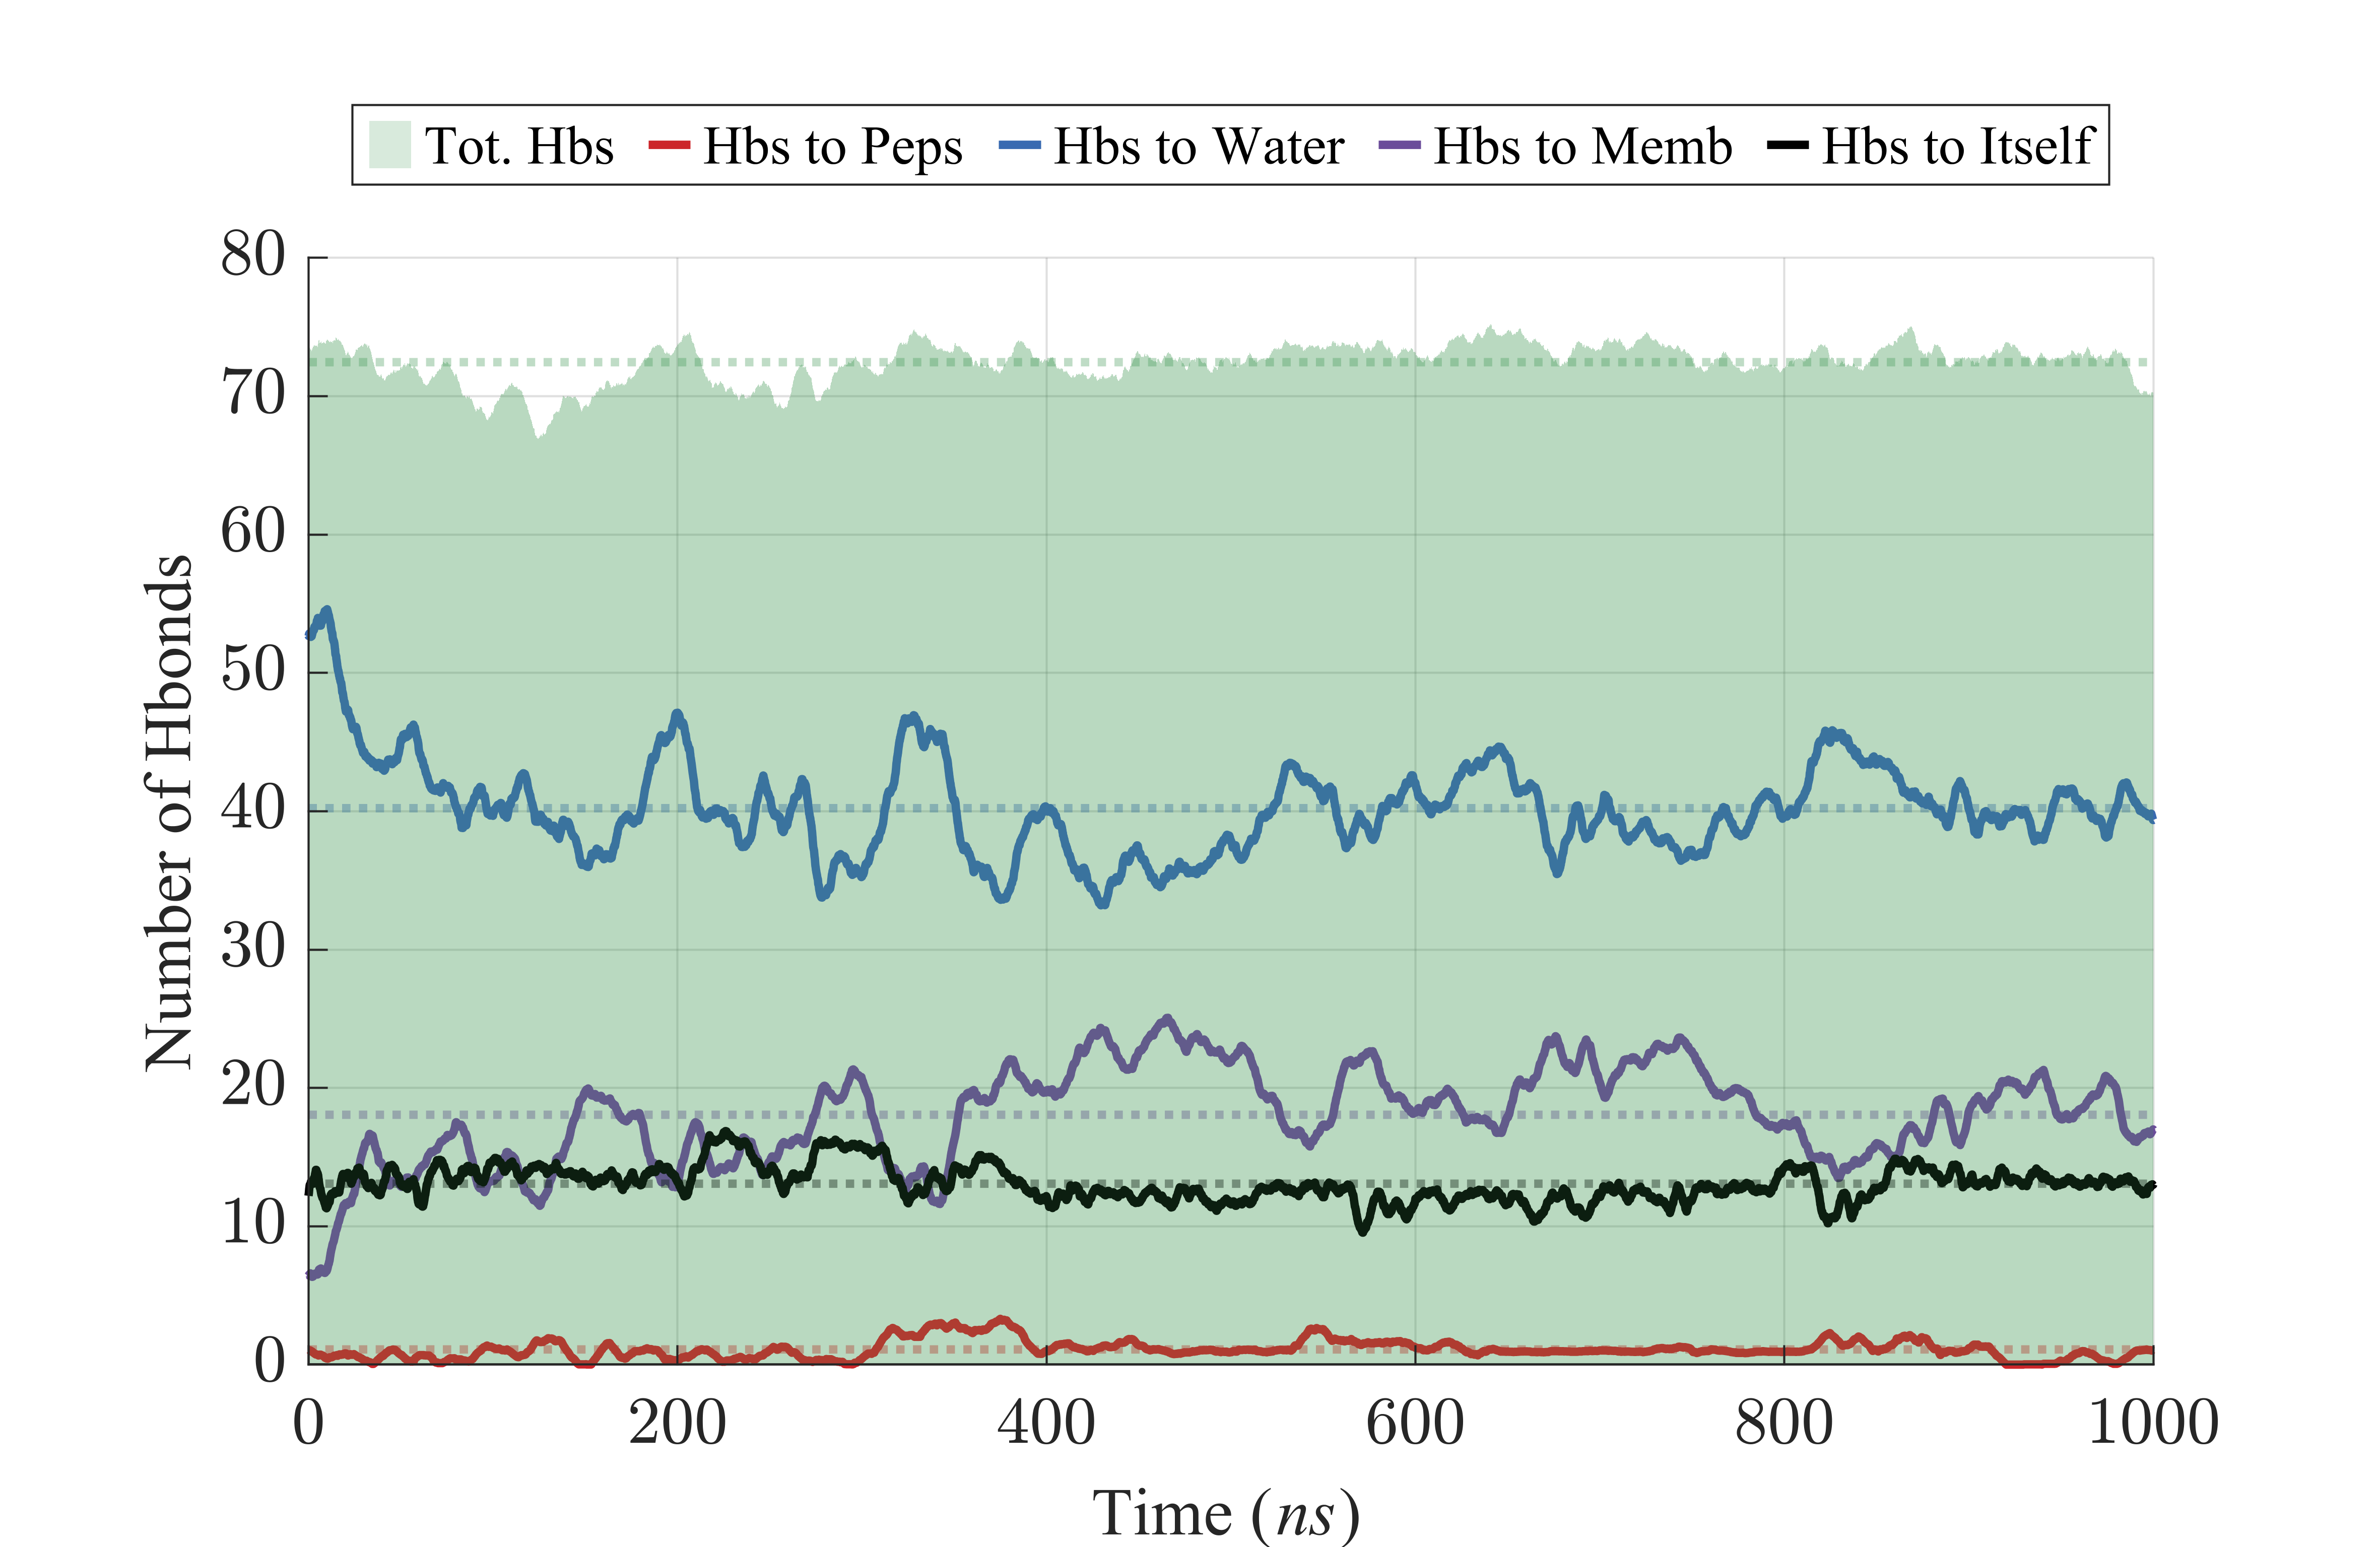 Tot. Hbs Hbs to Peps Hbs to Water Hbs to Memb Hbs to Itself
80
70
60
50
40
30
20
10
0
Number of Hbonds
0 200 400 600 800 1000
Time (ns)